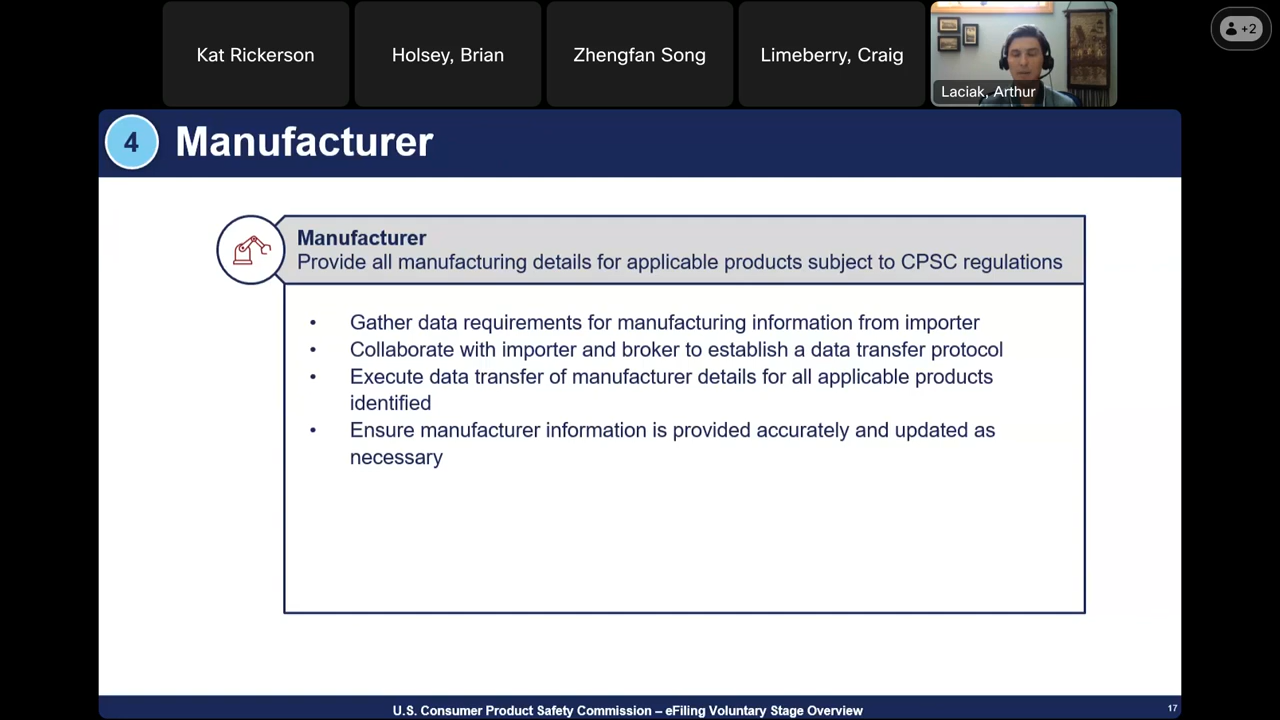 Kat Rickerson
Holsey, Brian
Zhengfan Song
Limeberry, Craig
Laciak, Arthur
+2
4
Manufacturer
Manufacturer
Provide all manufacturing details for applicable products subject to CPSC regulations
• Gather data requirements for manufacturing information from importer
• Collaborate with importer and broker to establish a data transfer protocol
• Execute data transfer of manufacturer details for all applicable products
identified
• Ensure manufacturer information is provided accurately and updated as
necessary
U.S. Consumer Product Safety Commission – eFiling Voluntary Stage Overview
17